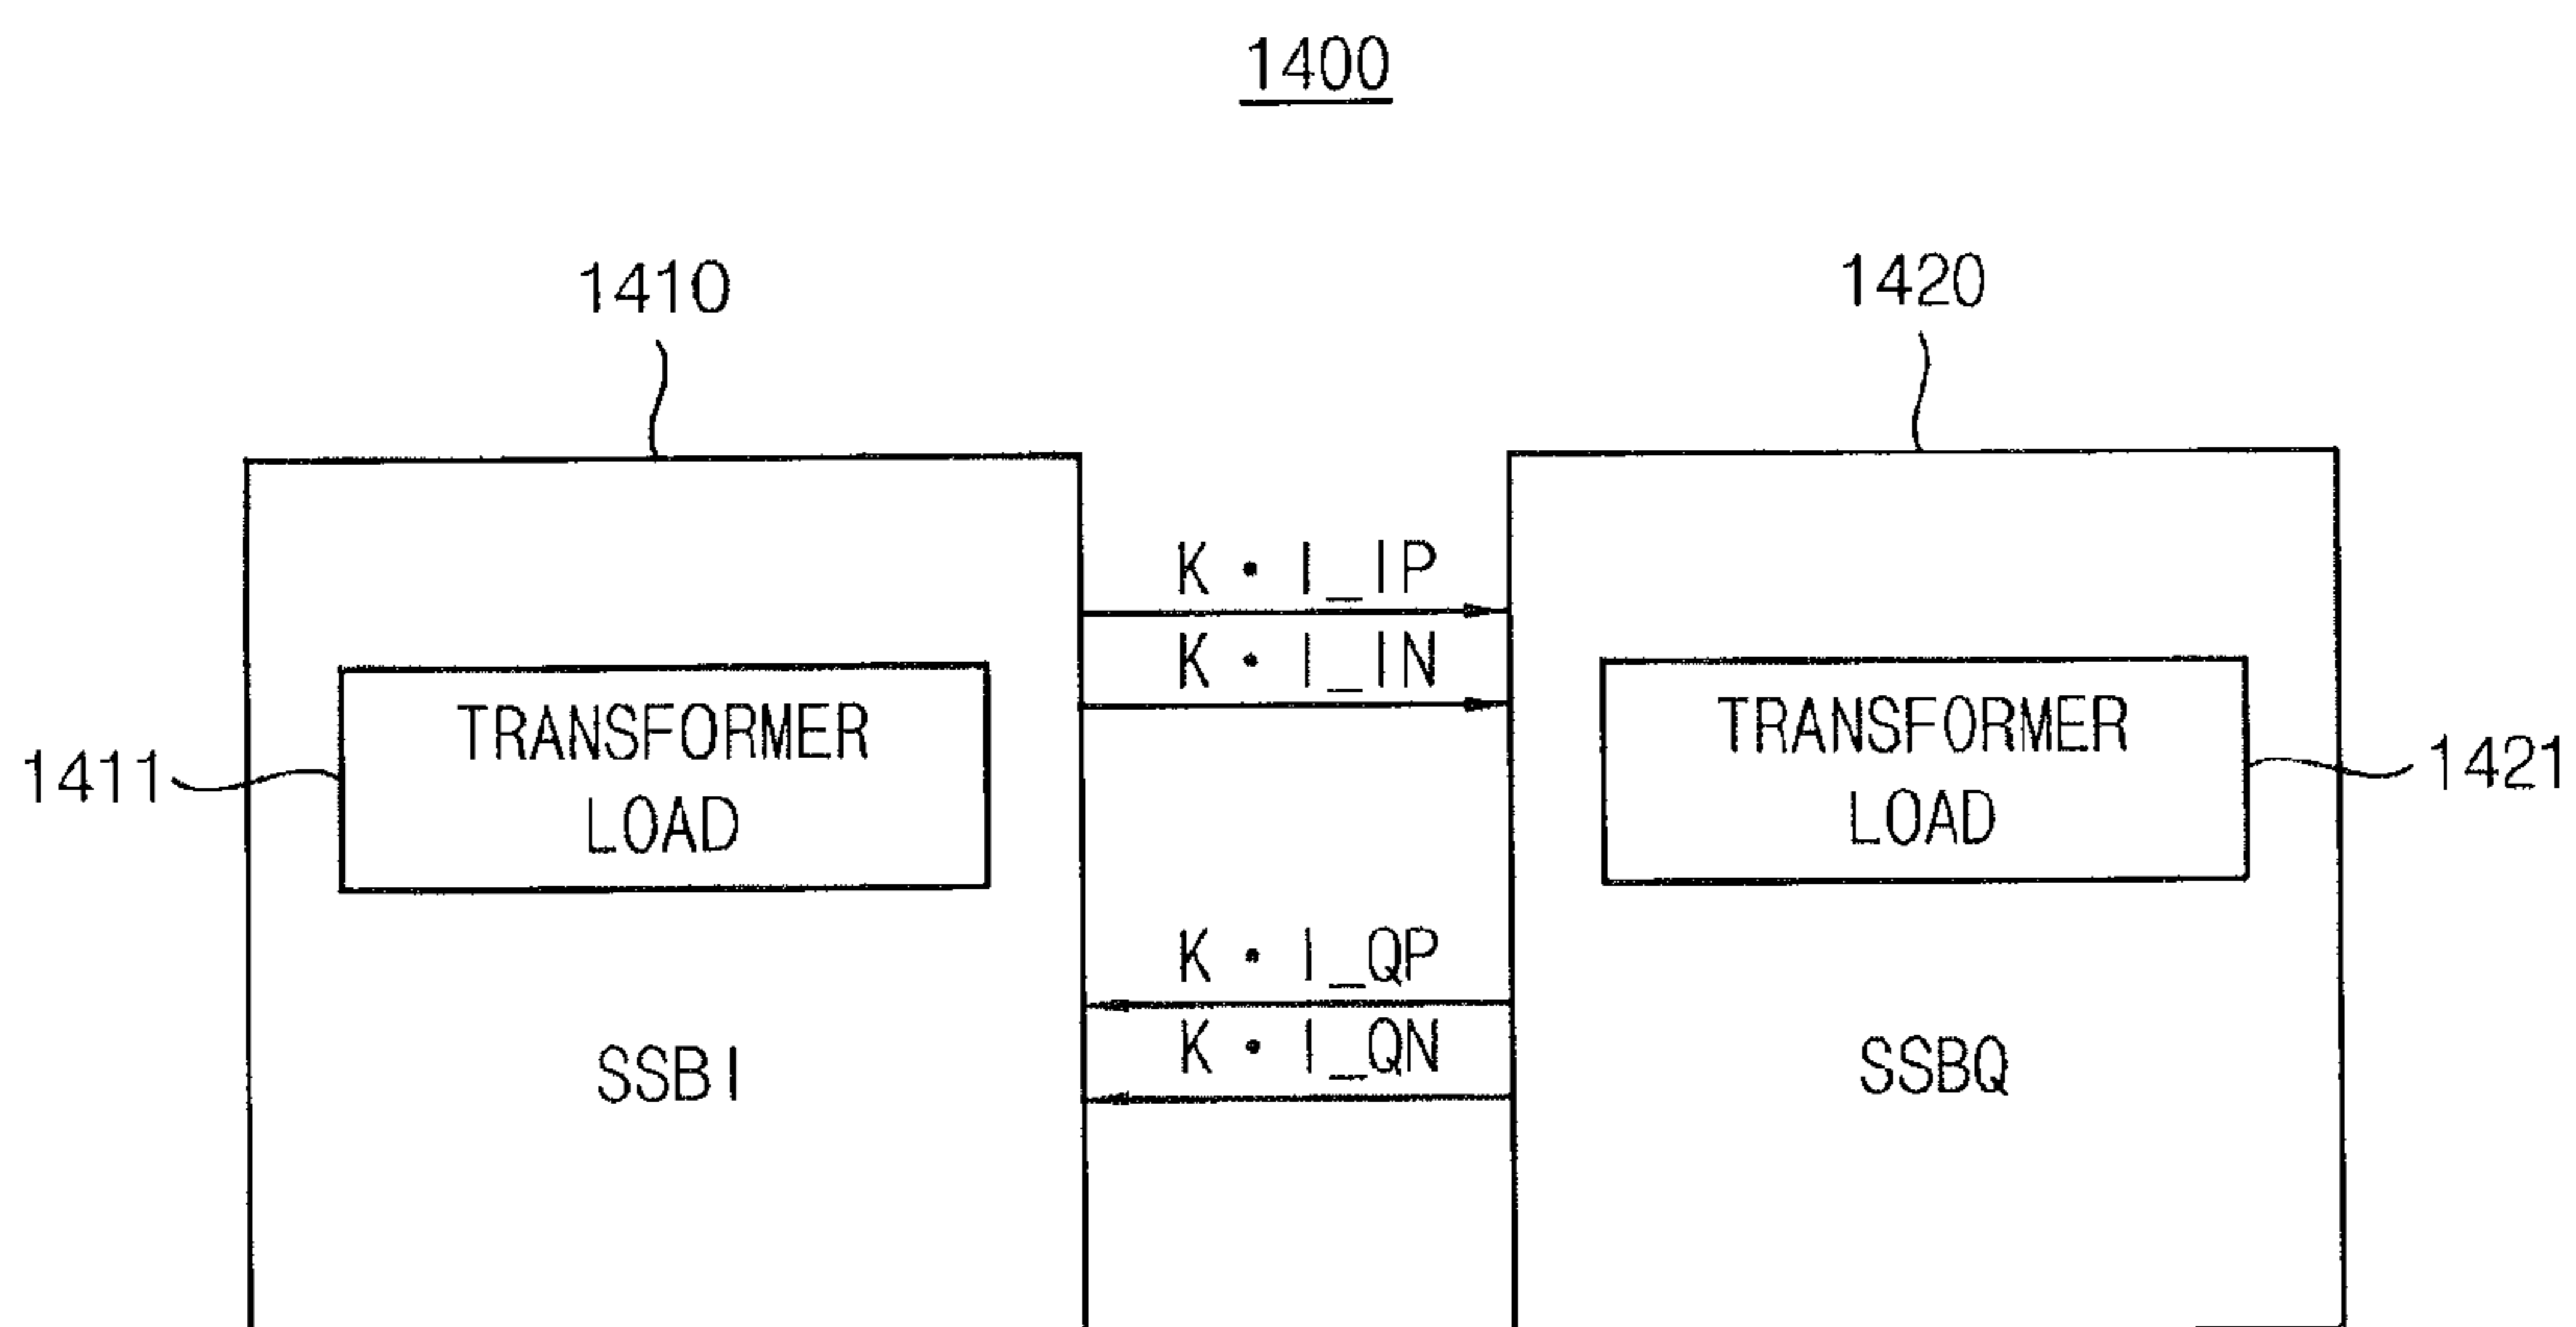 1400
1410
1420
K · I_IP
K · I_IN
TRANSFORMER
LOAD
TRANSFORMER
LOAD
1411
1421
K · I_QP
K · I_QN
SSBI
SSBQ